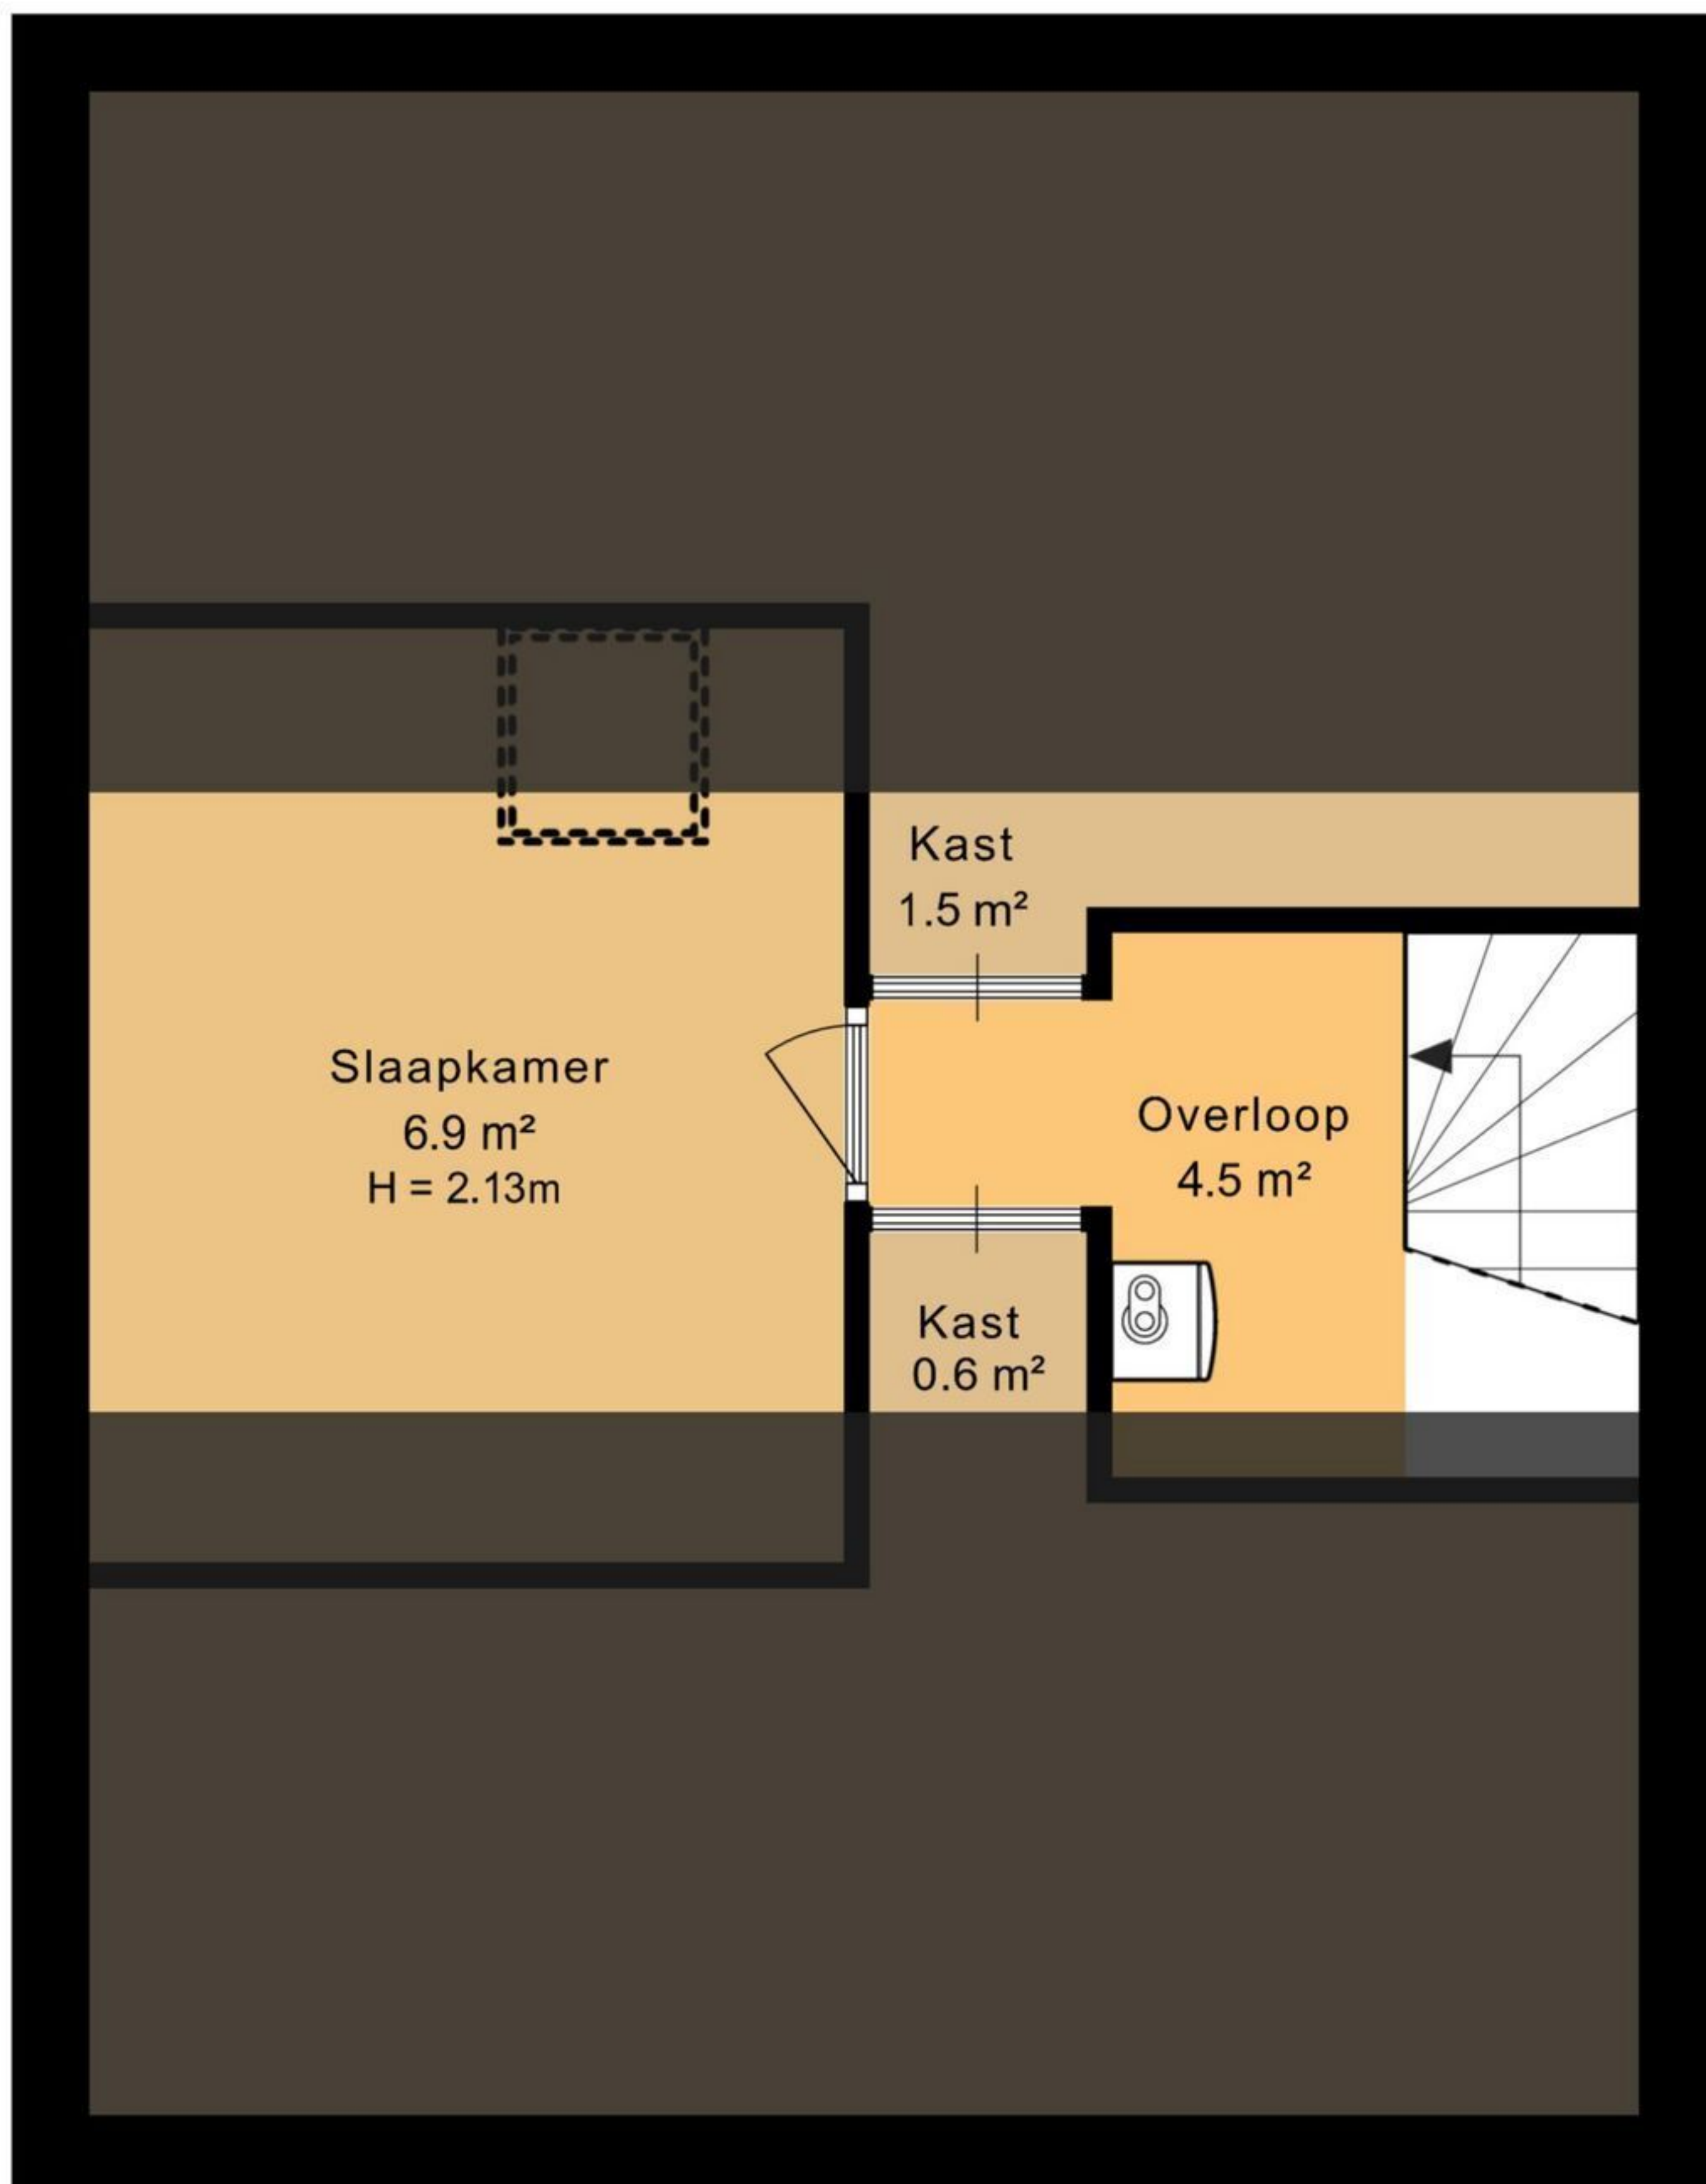 Kast
1.5 m²
Slaapkamer
6.9 m²
H = 2.13m
Overloop
4.5 m²
Kast
0.6 m²